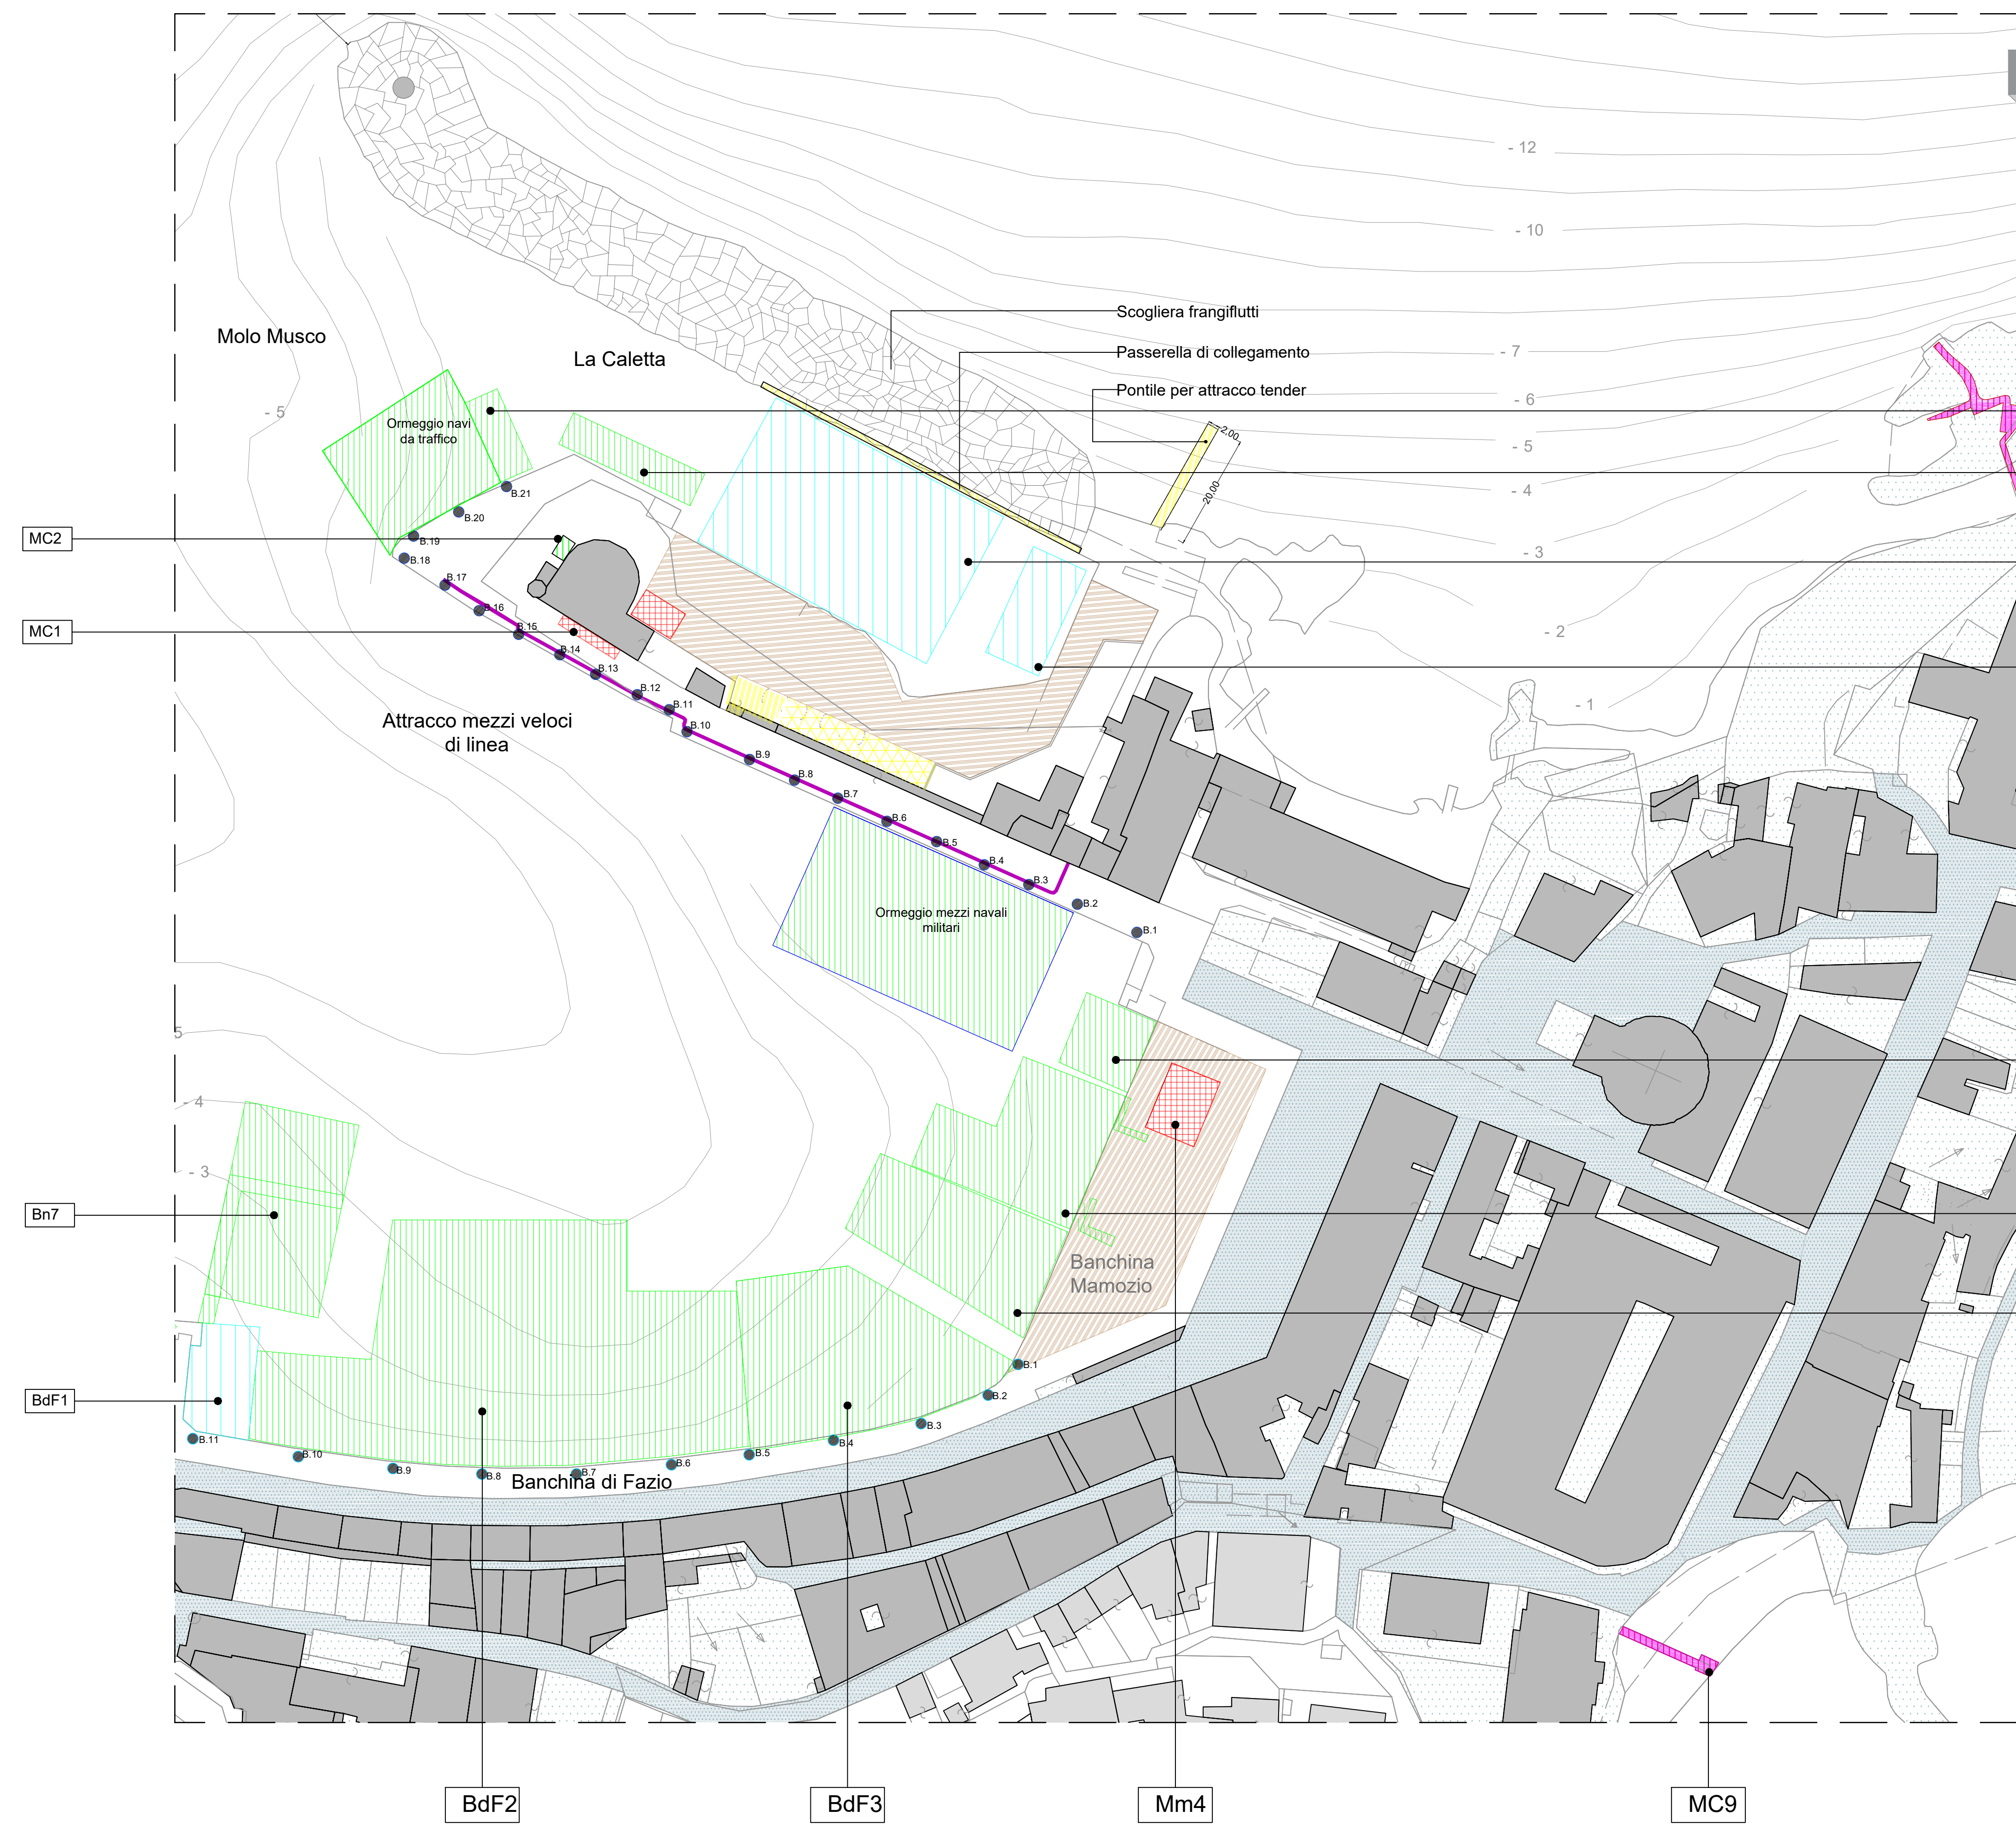 - 12
- 10
Scogliera frangiflutti
Molo Musco
La Caletta
Passerella di collegamento
- 7
Pontile per attracco tender
- 6
- 5
Ormeggio navi
da traffico
2.00
- 5
20.00
- 4
B.21
B.20
MC2
B.19
B.18
- 3
B.17
B.16
MC1
B.15
- 2
B.14
B.13
B.12
B.11
- 1
Attracco mezzi veloci
di linea
B.10
B.9
B.8
B.7
B.6
B.5
B.4
B.3
B.2
Ormeggio mezzi navali
militari
B.1
5
- 4
- 3
Bn7
Banchina
Mamozio
B.1
BdF1
B.2
B.3
B.11
B.4
B.10
B.5
B.6
B.9
B.8
B.7
Banchina di Fazio
BdF2
BdF3
Mm4
MC9